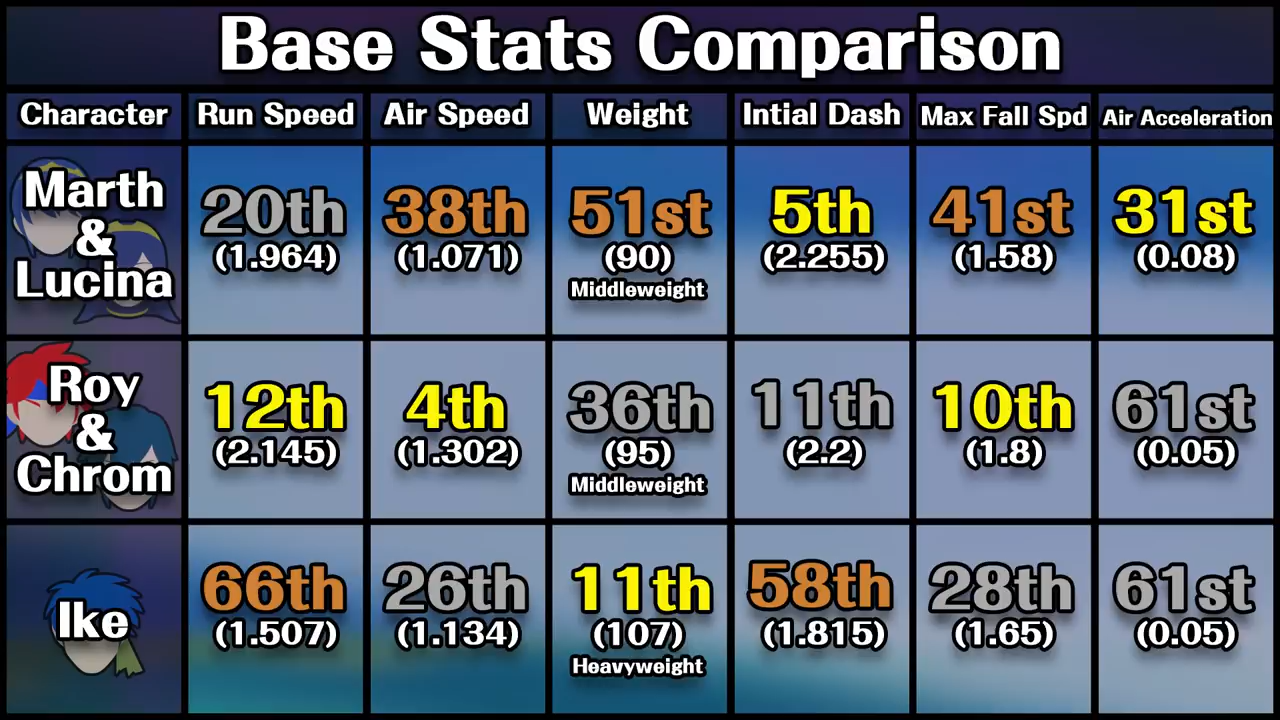 Base Stats Comparison
Character Run Speed Air Speed Weight Intial Dash Max Fall Spd Air Acceleration
Marth & Lucina 20th (1.964) 38th (1.071) 51st (90) Middleweight 5th (2.255) 41st (1.58) 31st (0.08)
Roy & Chrom 12th (2.145) 4th (1.302) 36th (95) Middleweight 11th (2.2) 10th (1.8) 61st (0.05)
Ike 66th (1.507) 26th (1.134) 11th (107) Heavyweight 58th (1.815) 28th (1.65) 61st (0.05)